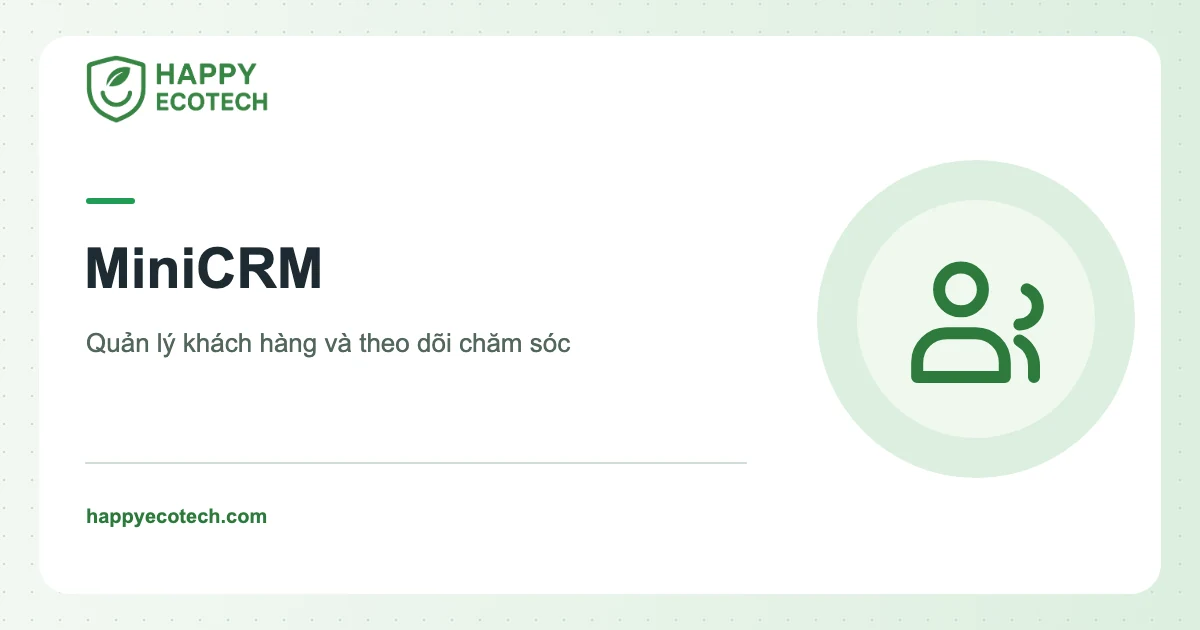 HAPPY
ECOTECH
MiniCRM
Quản lý khách hàng và theo dõi chăm sóc
happyecotech.com